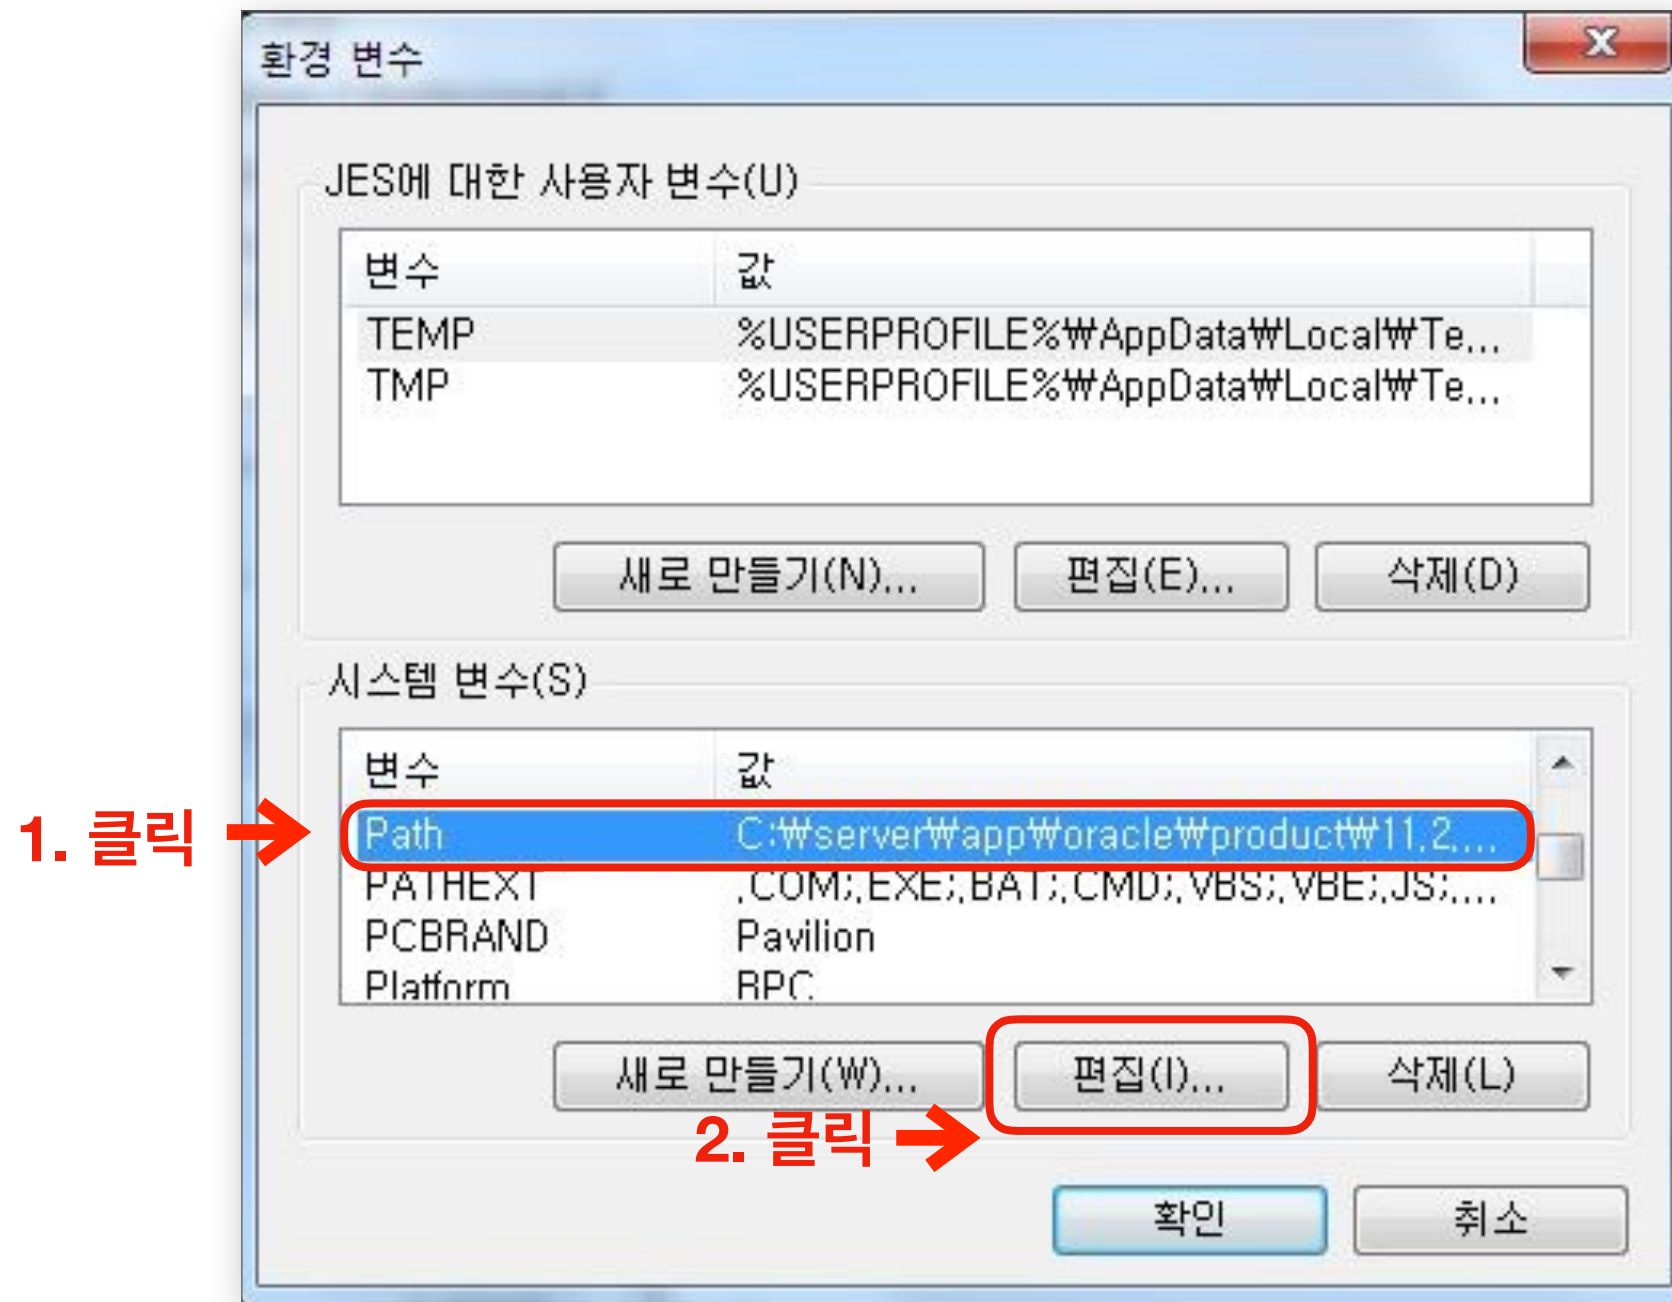 환경 변수
JES에 대한 사용자 변수(U)
변수 값
TEMP %USERPROFILE%₩AppData₩Local₩Te...
TMP %USERPROFILE%₩AppData₩Local₩Te...
새로 만들기(N)... 편집(E)... 삭제(D)
시스템 변수(S)
변수 값
1. 클릭 → Path C:₩server₩app₩oracle₩product₩11.2....
PATHEXT .COM;.EXE;.BAT;.CMD;.VBS;.VBE;.JS;....
PCBRAND Pavilion
Platform BPC
새로 만들기(W)... 편집(I)... 삭제(L)
2. 클릭 →
확인 취소